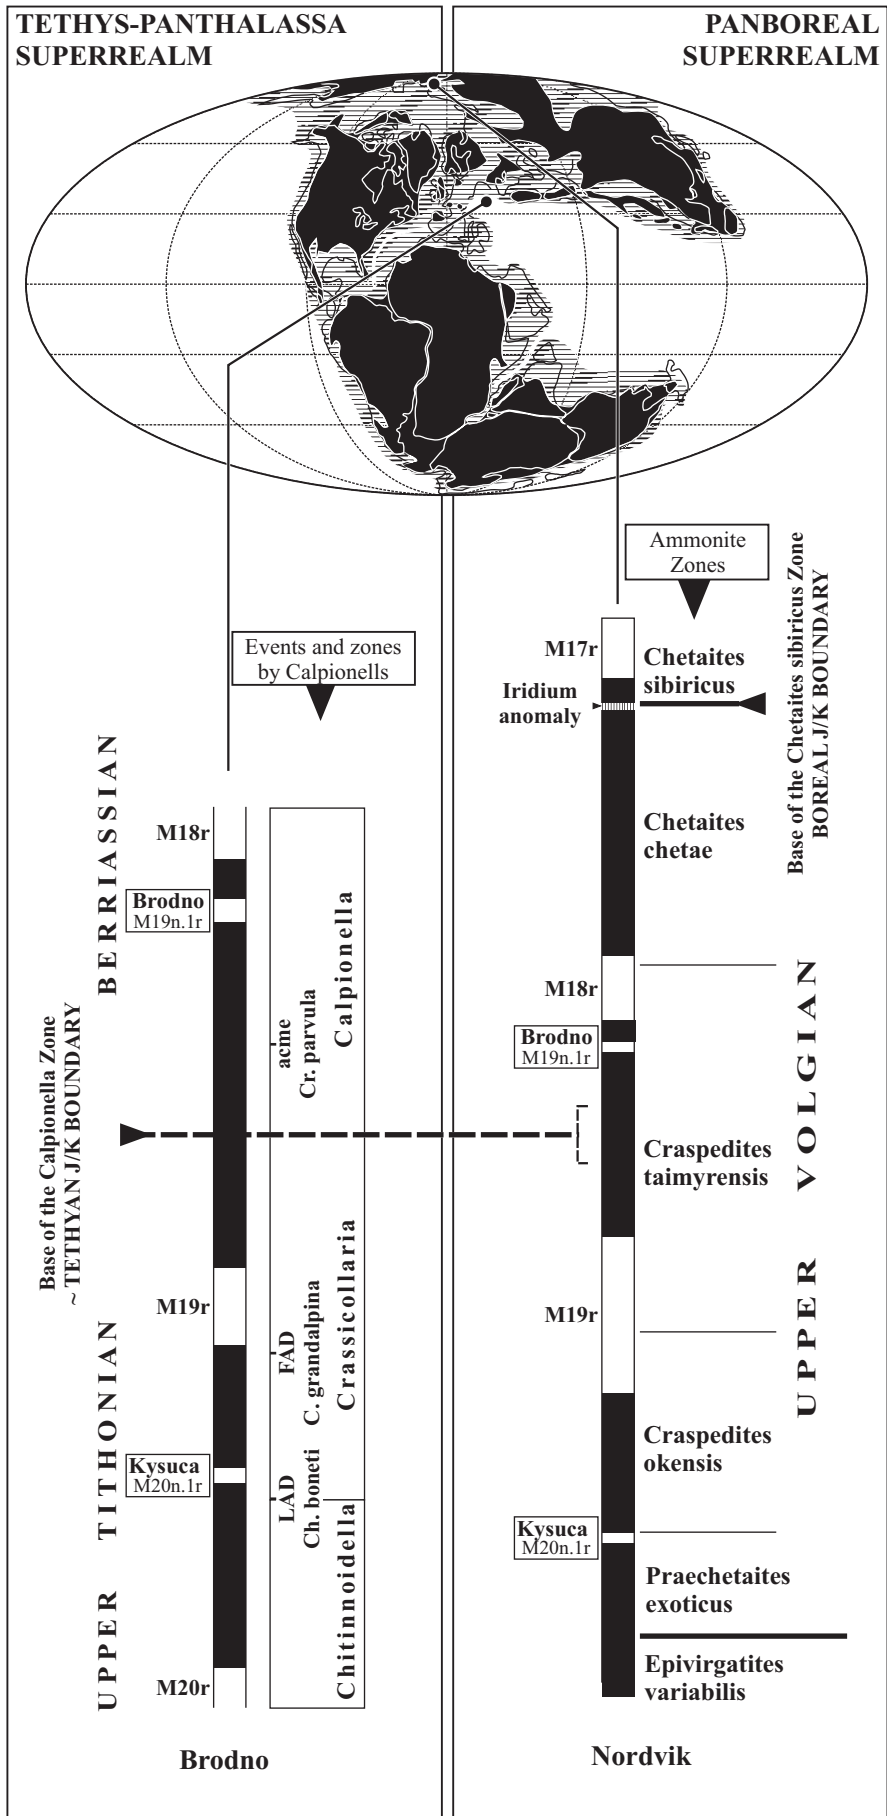 TETHYS-PANTHALASSA
SUPERREALM
PANBOREAL
SUPERREALM
Events and zones
by Calpionells
BERRIASSIAN
Base of the Calpionella Zone
~ TETHYAN J/K BOUNDARY
UPPER TITHONIAN
M18r
Brodno
M19n.1r
M19r
Kysuca
M20n.1r
M20r
acme
Cr. parvula
FAD
C. grandalpina
LAD
Ch. boneti
Calpionella
Crassicollaria
Chitinnoidella
Brodno
Ammonite
Zones
M17r
Iridium
anomaly
M18r
Brodno
M19n.1r
M19r
Kysuca
M20n.1r
Chetaites
sibiricus
Chetaites
chetae
Craspedites
taimyrensis
Craspedites
okensis
Praechetaites
exoticus
Epivirgatites
variabilis
Base of the Chetaites sibiricus Zone
BOREAL J/K BOUNDARY
UPPER VOLGIAN
Nordvik